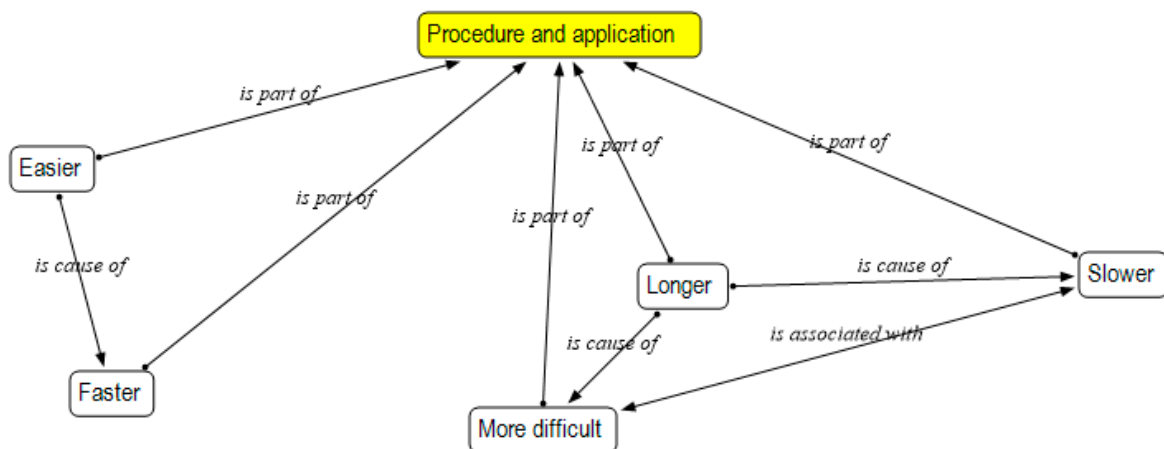 Procedure and application
is part of
is part of
Easier
is part of
is part of
is part of
is cause of
Longer
is cause of
Slower
is associated with
is cause of
Faster
More difficult